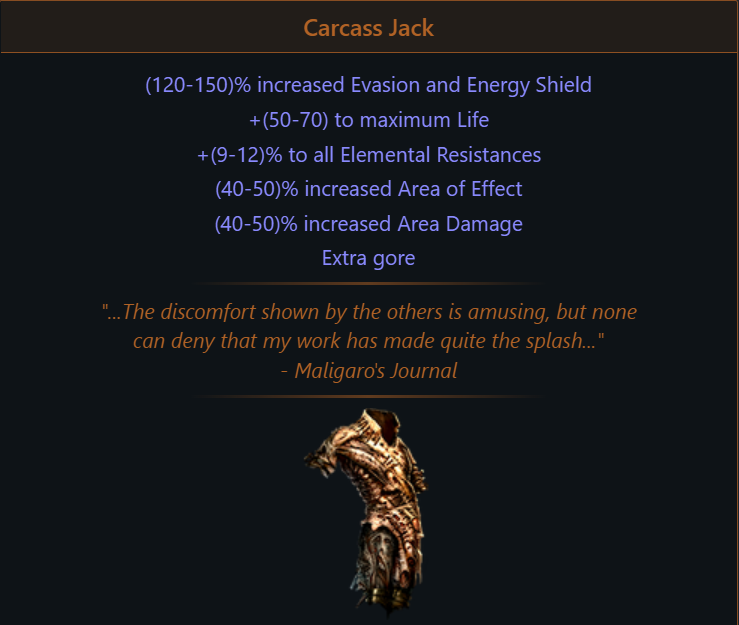 Carcass Jack
(120-150)% increased Evasion and Energy Shield
+(50-70) to maximum Life
+(9-12)% to all Elemental Resistances
(40-50)% increased Area of Effect
(40-50)% increased Area Damage
Extra gore
"...The discomfort shown by the others is amusing, but none
can deny that my work has made quite the splash..."
- Maligaro's Journal